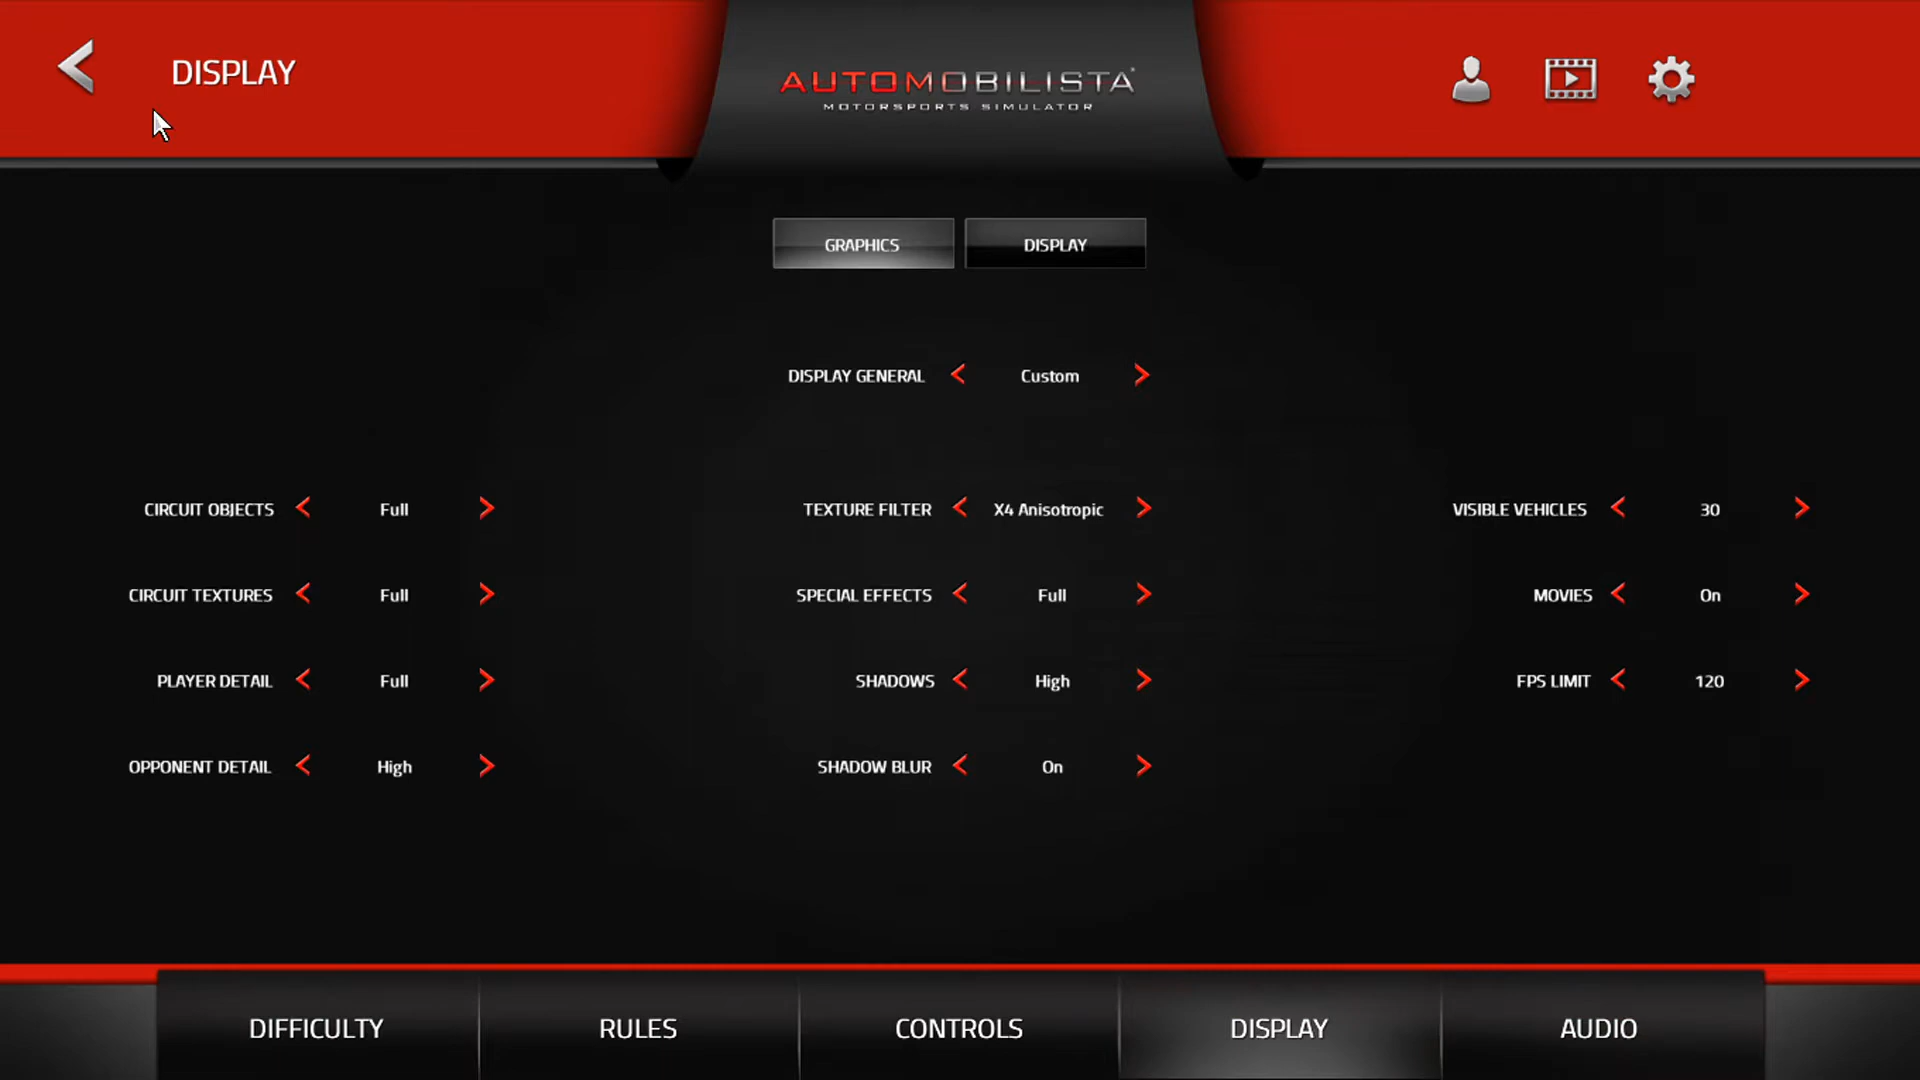 DISPLAY
AUTOMOBILISTA
MOTORSPORTS SIMULATOR
GRAPHICS
DISPLAY
DISPLAY GENERAL Custom
CIRCUIT OBJECTS Full
TEXTURE FILTER X4 Anisotropic
VISIBLE VEHICLES 30
CIRCUIT TEXTURES Full
SPECIAL EFFECTS Full
MOVIES On
PLAYER DETAIL Full
SHADOWS High
FPS LIMIT 120
OPPONENT DETAIL High
SHADOW BLUR On
DIFFICULTY
RULES
CONTROLS
DISPLAY
AUDIO